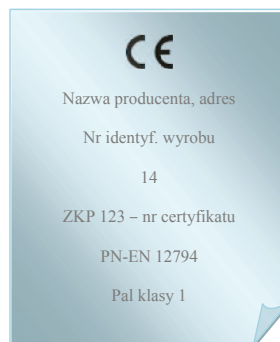 CE
Nazwa producenta, adres
Nr identyf. wyrobu
14
ZKP 123 – nr certyfikatu
PN-EN 12794
Pal klasy 1